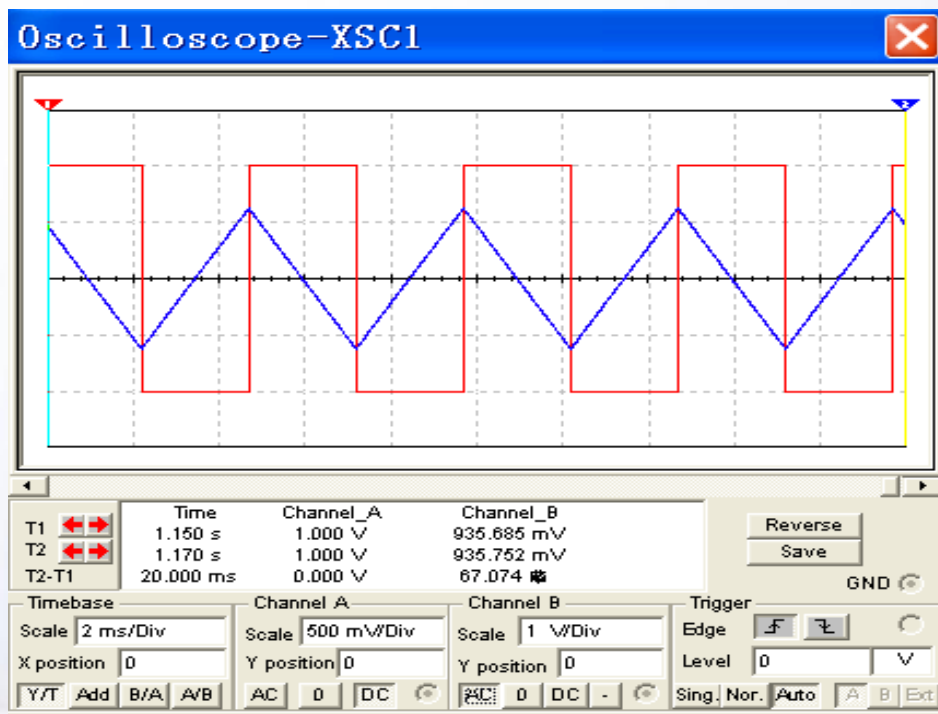 Oscilloscope-XSC1
1
2
Time Channel_A Channel_B
T1 1.150 s 1.000 V 935.685 mV
T2 1.170 s 1.000 V 935.752 mV
T2-T1 20.000 ms 0.000 V 67.074
Reverse
Save
GND
Timebase Channel A Channel B Trigger
Scale 2 ms/Div Scale 500 mV/Div Scale 1 V/Div Edge
X position 0 Y position 0 Y position 0 Level 0 V
Y/T Add B/A A/B AC 0 DC AC 0 DC - Sing. Nor. Auto A B Ext